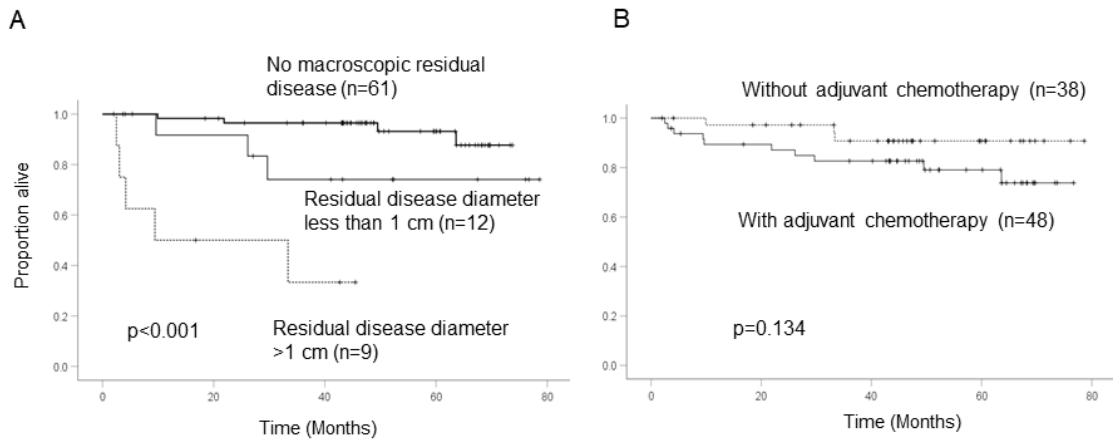 A
No macroscopic residual
disease (n=61)
1.0
0.8
0.6
0.4
0.2
0.0
Proportion alive
Residual disease diameter
less than 1 cm (n=12)
p<0.001
Residual disease diameter
>1 cm (n=9)
0
20
40
60
80
Time (Months)
B
Without adjuvant chemotherapy (n=38)
1.0
0.8
0.6
0.4
0.2
0.0
With adjuvant chemotherapy (n=48)
p=0.134
0
20
40
60
80
Time (Months)